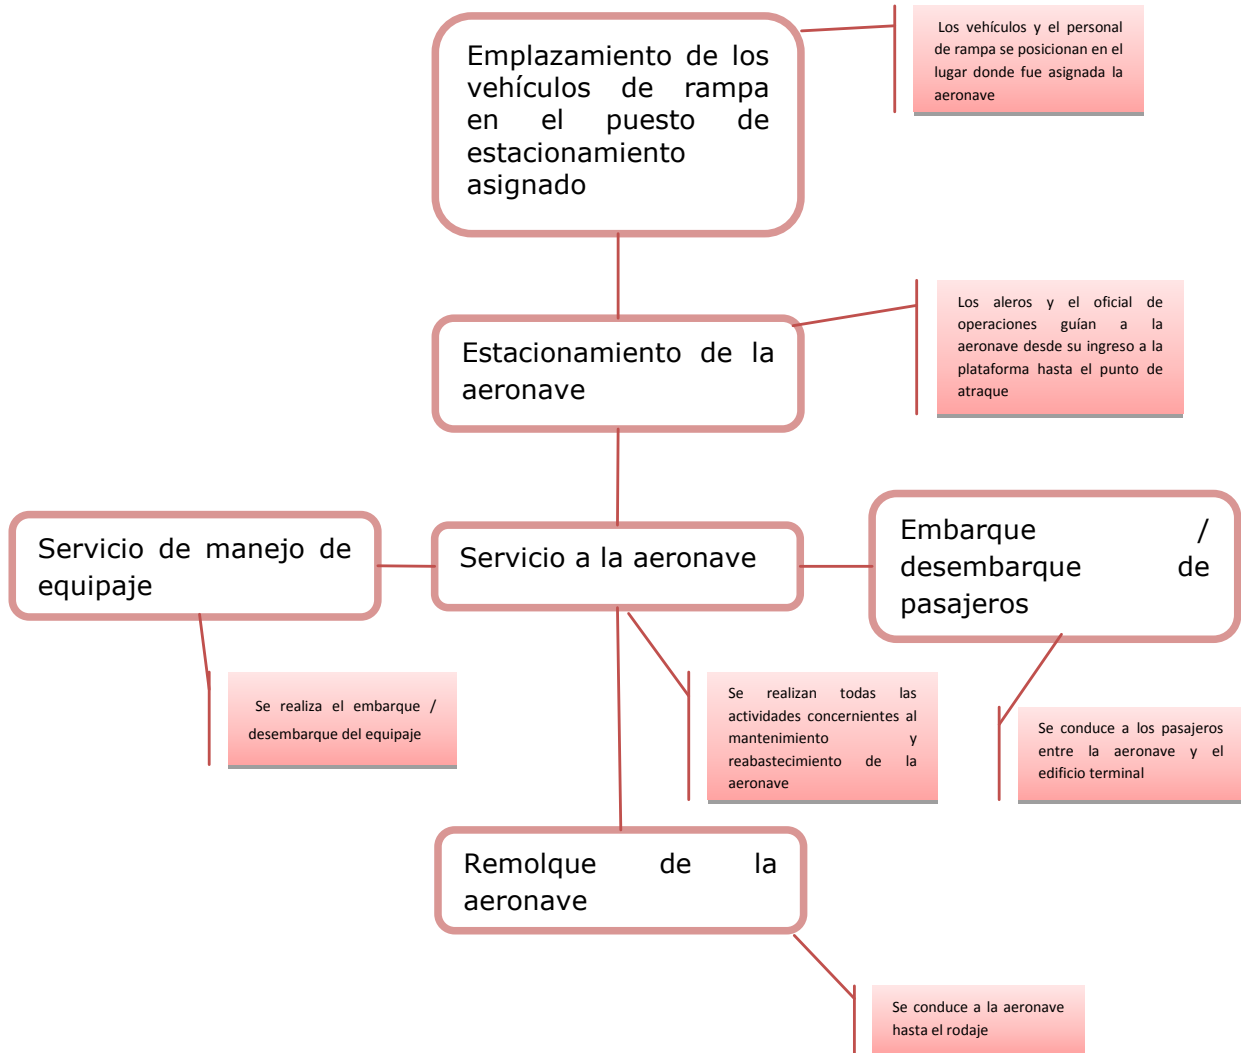 Emplazamiento de los
vehículos de rampa
en el puesto de
estacionamiento
asignado
Los vehículos y el personal
de rampa se posicionan en el
lugar donde fue asignada la
aeronave
Estacionamiento de la
aeronave
Los aleros y el oficial de
operaciones guían a la
aeronave desde su ingreso a la
plataforma hasta el punto de
atraque
Servicio de manejo de
equipaje
Servicio a la aeronave
Embarque /
desembarque de
pasajeros
Se realiza el embarque /
desembarque del equipaje
Se realizan todas las
actividades concernientes al
mantenimiento y
reabastecimiento de la
aeronave
Se conduce a los pasajeros
entre la aeronave y el
edificio terminal
Remolque de la
aeronave
Se conduce a la aeronave
hasta el rodaje